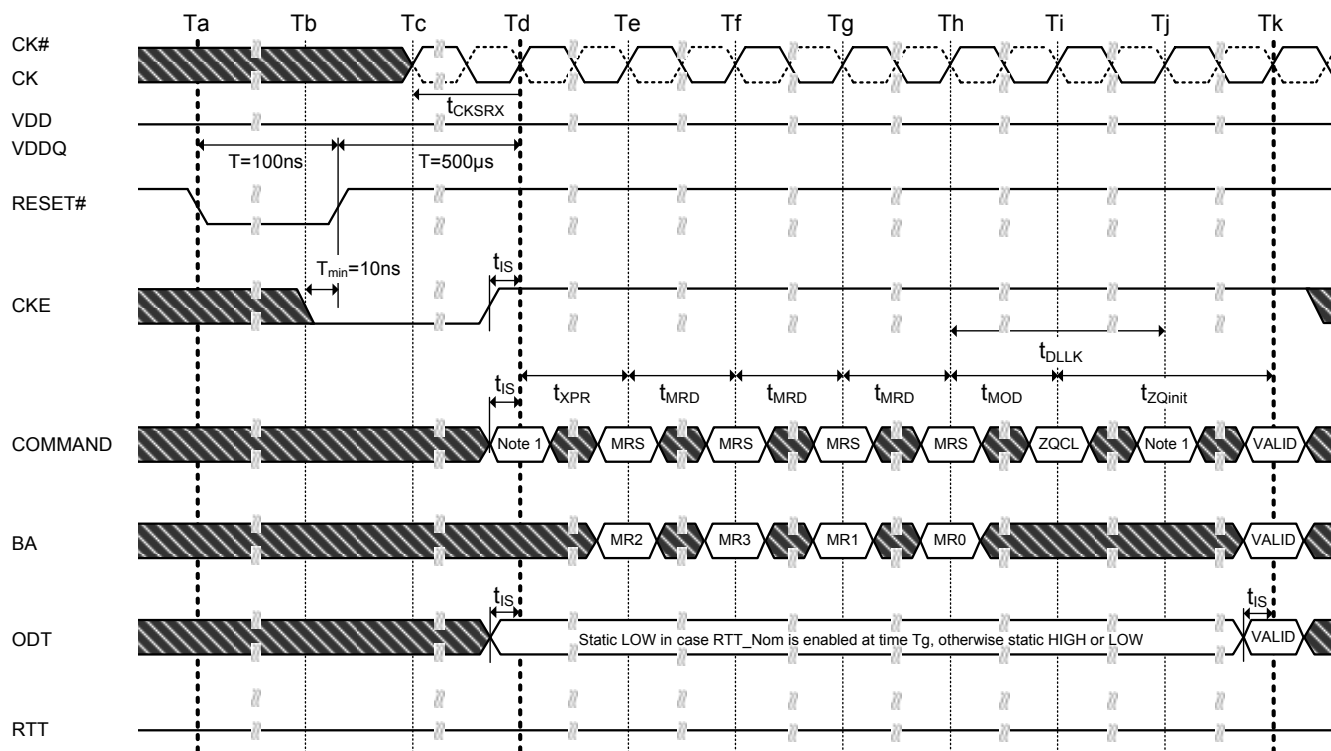 Ta Tb Tc Td Te Tf Tg Th Ti Tj Tk
CK#
CK
tCKSRX
VDD
VDDQ
T=100ns T=500µs
RESET#
Tmin=10ns tIS
CKE
tDLLK
tIS tXPR tMRD tMRD tMRD tMOD tZQinit
COMMAND Note 1 MRS MRS MRS MRS ZQCL Note 1 VALID
BA MR2 MR3 MR1 MR0 VALID
tIS tIS
ODT Static LOW in case RTT_Nom is enabled at time Tg, otherwise static HIGH or LOW VALID
RTT